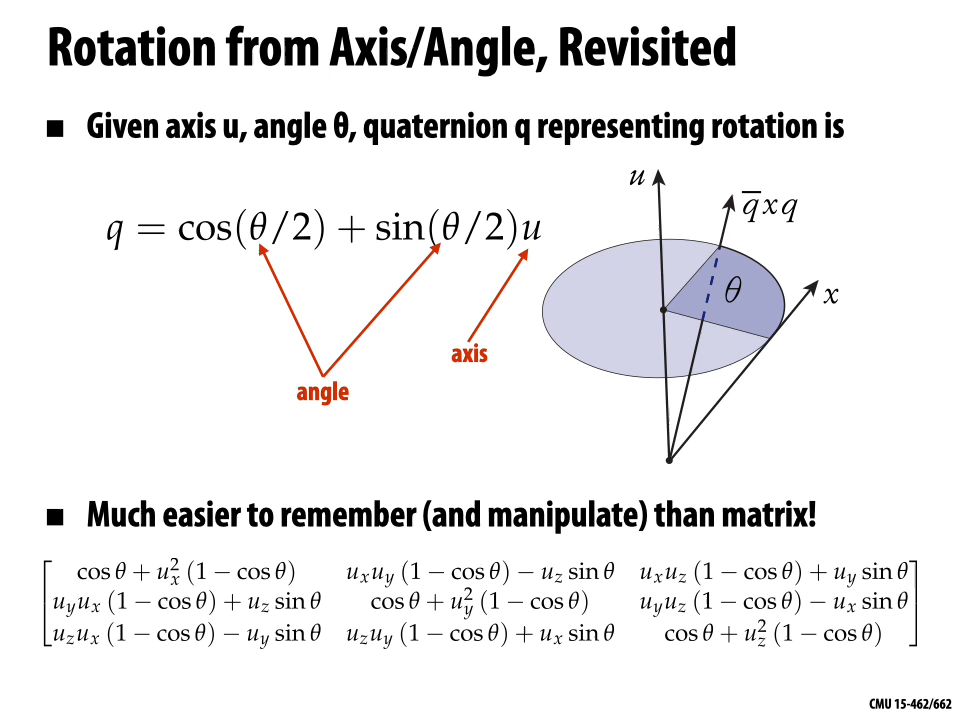 Rotation from Axis/Angle, Revisited
■ Given axis u, angle θ, quaternion q representing rotation is
q = cos(θ/2) + sin(θ/2)u
axis
angle
u
q̅xq
θ
x
■ Much easier to remember (and manipulate) than matrix!
cos θ + u_x^2 (1 − cos θ) u_x u_y (1 − cos θ) − u_z sin θ u_x u_z (1 − cos θ) + u_y sin θ
u_y u_x (1 − cos θ) + u_z sin θ cos θ + u_y^2 (1 − cos θ) u_y u_z (1 − cos θ) − u_x sin θ
u_z u_x (1 − cos θ) − u_y sin θ u_z u_y (1 − cos θ) + u_x sin θ cos θ + u_z^2 (1 − cos θ)
CMU 15-462/662